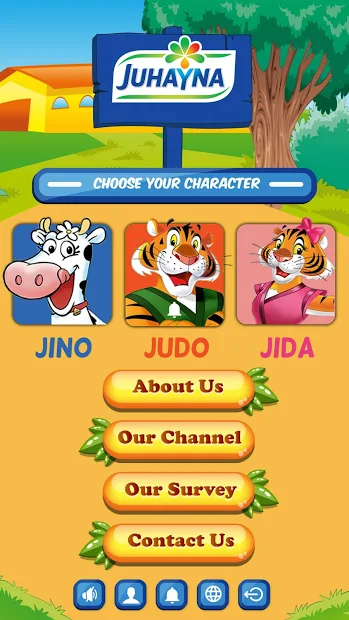 JUHAYNA
CHOOSE YOUR CHARACTER
JINO
JUDO
JIDA
About Us
Our Channel
Our Survey
Contact Us